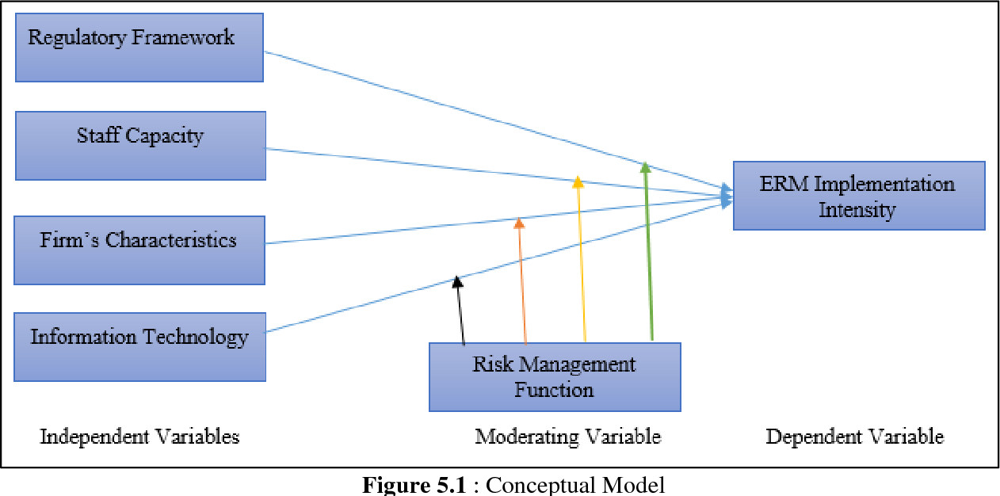 Regulatory Framework
Staff Capacity
Firm’s Characteristics
Information Technology
ERM Implementation
Intensity
Risk Management
Function
Independent Variables
Moderating Variable
Dependent Variable
Figure 5.1 : Conceptual Model